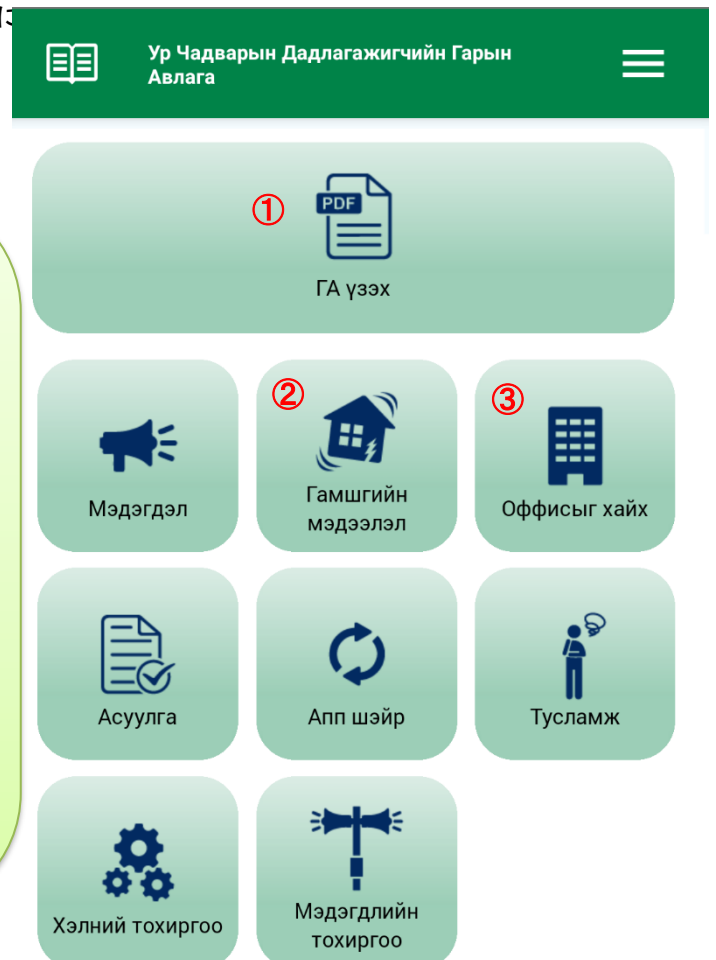 に
Ур Чадварын Дадлагажигчийн Гарын
Авлага
①
PDF
ГА үзэх
②
③
Мэдэгдэл
Гамшгийн
мэдээлэл
Оффисыг хайх
Асуулга
Апп шэйр
Тусламж
Хэлний тохиргоо
Мэдэгдлийн
тохиргоо